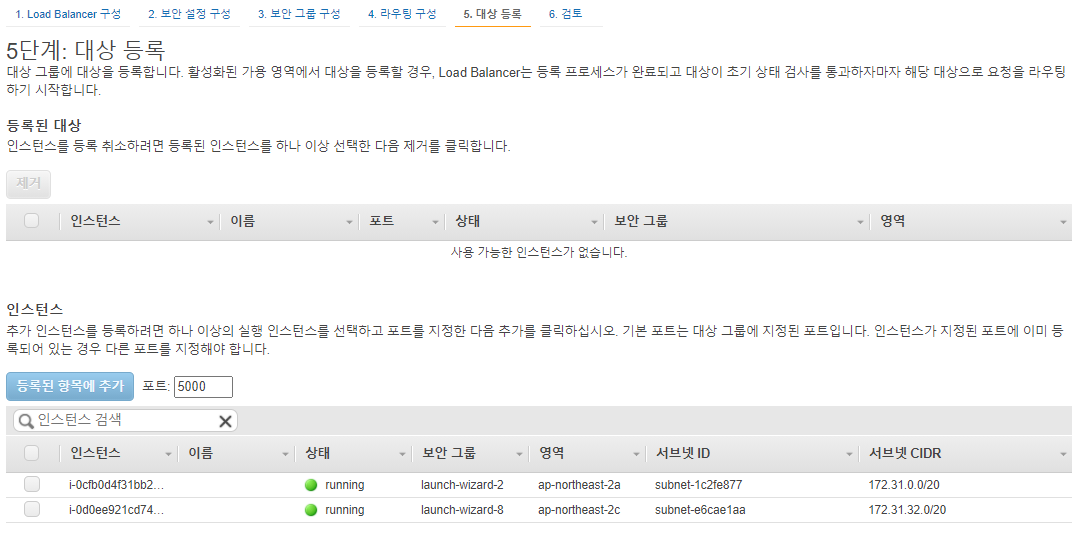 1. Load Balancer 구성 2. 보안 설정 구성 3. 보안 그룹 구성 4. 라우팅 구성 5. 대상 등록 6. 검토
5단계: 대상 등록
대상 그룹에 대상을 등록합니다. 활성화된 가용 영역에서 대상을 등록할 경우, Load Balancer는 등록 프로세스가 완료되고 대상이 초기 상태 검사를 통과하자마자 해당 대상으로 요청을 라우팅
하기 시작합니다.
등록된 대상
인스턴스를 등록 취소하려면 등록된 인스턴스를 하나 이상 선택한 다음 제거를 클릭합니다.
제거
인스턴스 이름 포트 상태 보안 그룹 영역
사용 가능한 인스턴스가 없습니다.
인스턴스
추가 인스턴스를 등록하려면 하나 이상의 실행 인스턴스를 선택하고 포트를 지정한 다음 추가를 클릭하십시오. 기본 포트는 대상 그룹에 지정된 포트입니다. 인스턴스가 지정된 포트에 이미 등
록되어 있는 경우 다른 포트를 지정해야 합니다.
등록된 항목에 추가 포트: 5000
인스턴스 검색
인스턴스 이름 상태 보안 그룹 영역 서브넷 ID 서브넷 CIDR
i-0cfb0d4f31bb2... running launch-wizard-2 ap-northeast-2a subnet-1c2fe877 172.31.0.0/20
i-0d0ee921cd74... running launch-wizard-8 ap-northeast-2c subnet-e6cae1aa 172.31.32.0/20